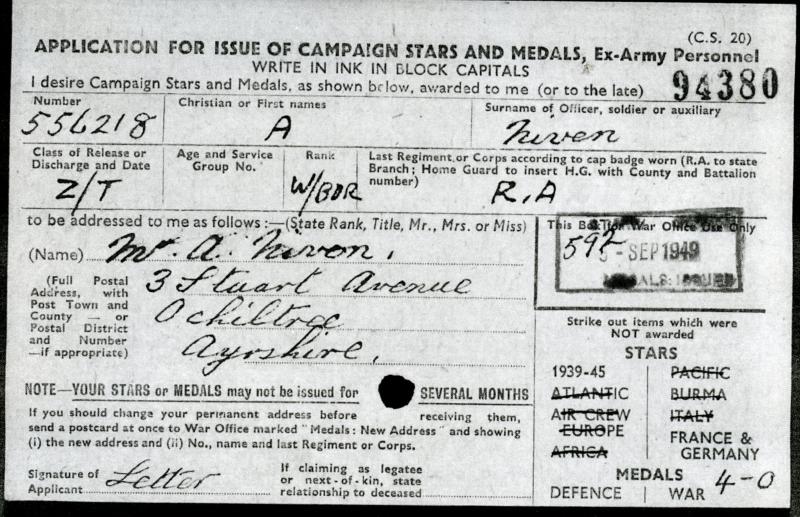 (C.S. 20)
APPLICATION FOR ISSUE OF CAMPAIGN STARS AND MEDALS, Ex-Army Personnel
WRITE IN INK IN BLOCK CAPITALS
I desire Campaign Stars and Medals, as shown below, awarded to me (or to the late) 94380
Number Christian or First names Surname of Officer, soldier or auxiliary
556218 A Niven
Class of Release or Discharge and Date
Z/T
Age and Service Group No.
Rank
W/BDR
Last Regiment or Corps according to cap badge worn (R.A. to state Branch; Home Guard to insert H.G. with County and Battalion number)
R.A
to be addressed to me as follows :—(State Rank, Title, Mr., Mrs. or Miss)
(Name) Mr. A. Niven.
(Full Postal Address, with Post Town and County — or Postal District and Number —if appropriate)
3 Stuart Avenue
Ochiltree
Ayrshire.
This Box for War Office Use Only
592
5 - SEP 1949
MEDALS: ISSUED
NOTE—YOUR STARS or MEDALS may not be issued for SEVERAL MONTHS
If you should change your permanent address before receiving them,
send a postcard at once to War Office marked "Medals: New Address" and showing
(i) the new address and (ii) No., name and last Regiment or Corps.
Signature of Applicant Letter
If claiming as legatee or next-of-kin, state relationship to deceased
Strike out items which were
NOT awarded
STARS
1939-45 PACIFIC
ATLANTIC BURMA
AIR CREW EUROPE ITALY
AFRICA FRANCE & GERMANY
MEDALS
DEFENCE WAR 4-0